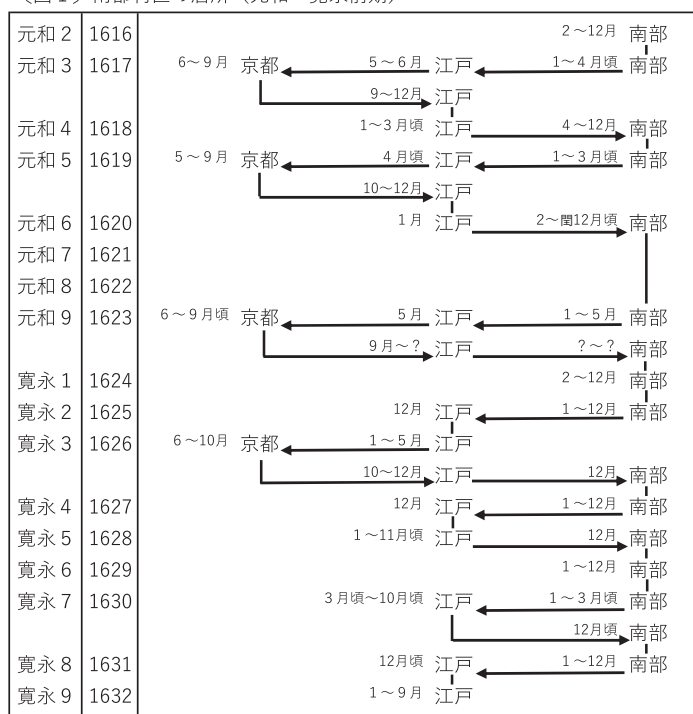 元和2 1616 2～12月 南部
元和3 1617 6～9月 京都 5～6月 江戸 1～4月頃 南部
9～12月 江戸
元和4 1618 1～3月頃 江戸 4～12月 南部
元和5 1619 5～9月 京都 4月頃 江戸 1～3月頃 南部
10～12月 江戸
元和6 1620 1月 江戸 2～閏12月頃 南部
元和7 1621
元和8 1622
元和9 1623 6～9月頃 京都 5月 江戸 1～5月 南部
9月～? 江戸 ?～? 南部
寛永1 1624 2～12月 南部
寛永2 1625 12月 江戸 1～12月 南部
寛永3 1626 6～10月 京都 1～5月 江戸
10～12月 江戸 12月 南部
寛永4 1627 12月 江戸 1～12月 南部
寛永5 1628 1～11月頃 江戸 12月 南部
寛永6 1629 1～12月 南部
寛永7 1630 3月頃～10月頃 江戸 1～3月頃 南部
12月頃 南部
寛永8 1631 12月頃 江戸 1～12月 南部
寛永9 1632 1～9月 江戸